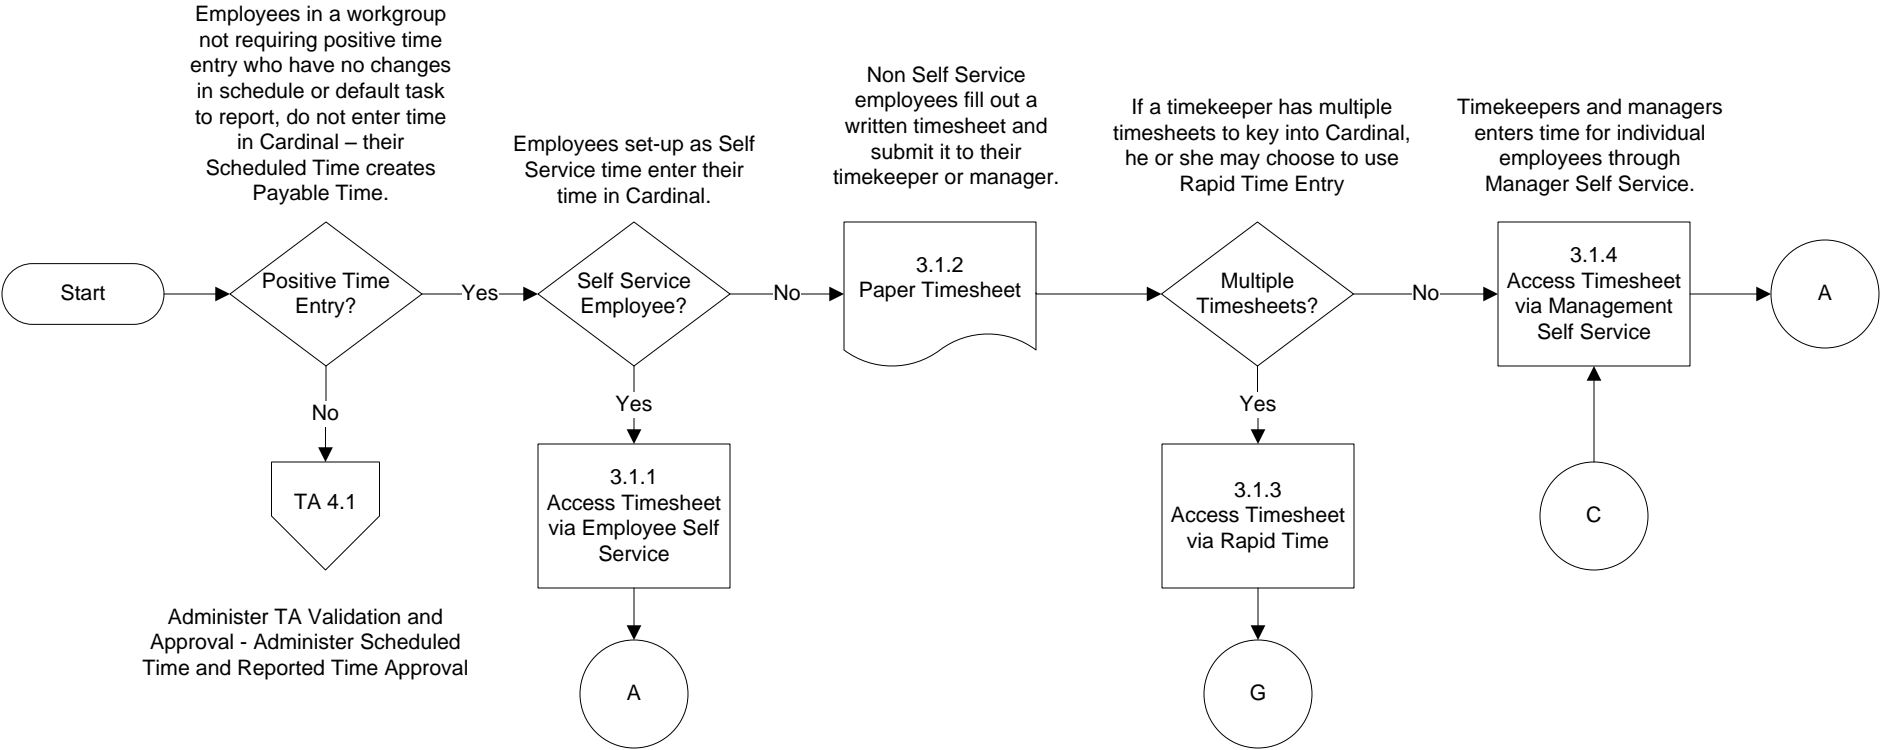 Employees in a workgroup
not requiring positive time
entry who have no changes
in schedule or default task
to report, do not enter time
in Cardinal – their
Scheduled Time creates
Payable Time.
Employees set-up as Self
Service time enter their
time in Cardinal.
Non Self Service
employees fill out a
written timesheet and
submit it to their
timekeeper or manager.
If a timekeeper has multiple
timesheets to key into Cardinal,
he or she may choose to use
Rapid Time Entry
Timekeepers and managers
enters time for individual
employees through
Manager Self Service.
Start
Positive Time
Entry?
Yes
Self Service
Employee?
No
3.1.2
Paper Timesheet
Multiple
Timesheets?
No
3.1.4
Access Timesheet
via Management
Self Service
A
No
Yes
Yes
TA 4.1
3.1.1
Access Timesheet
via Employee Self
Service
3.1.3
Access Timesheet
via Rapid Time
C
Administer TA Validation and
Approval - Administer Scheduled
Time and Reported Time Approval
A
G